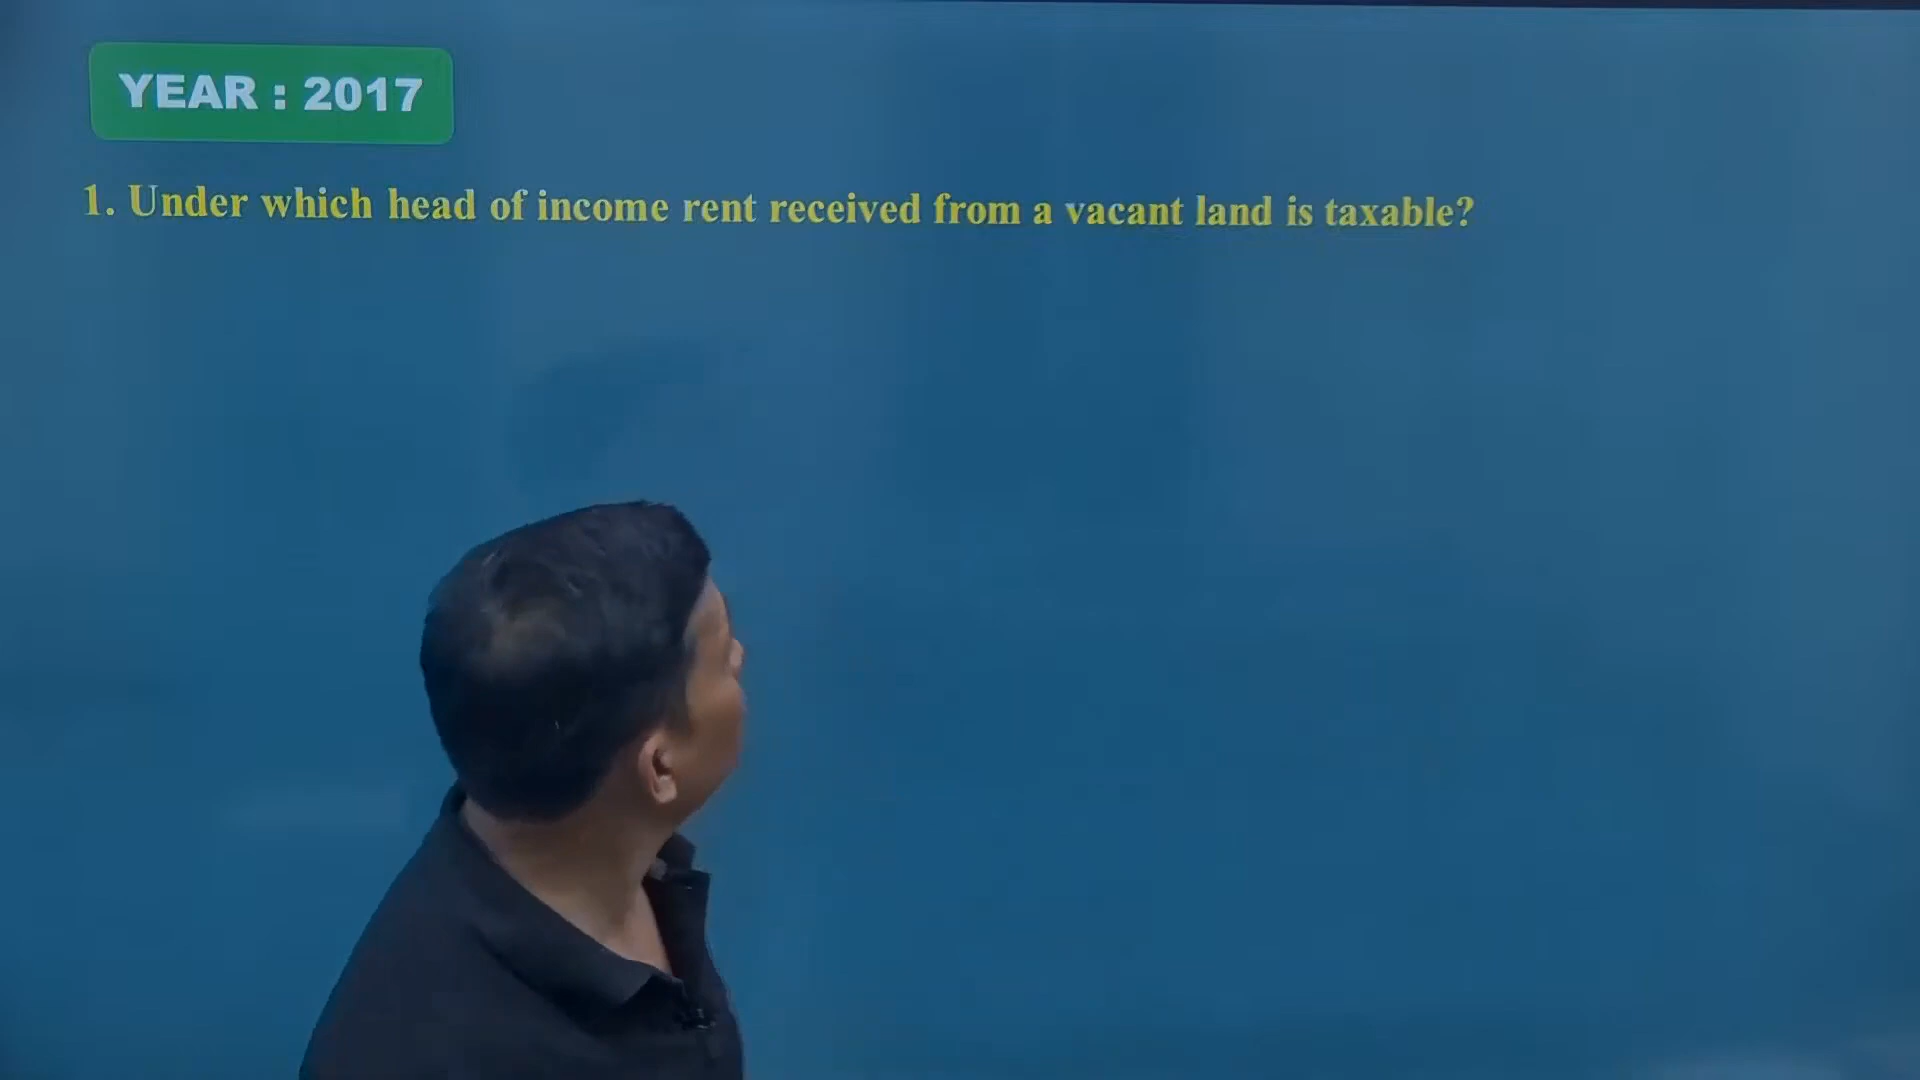 YEAR : 2017
1. Under which head of income rent received from a vacant land is taxable?